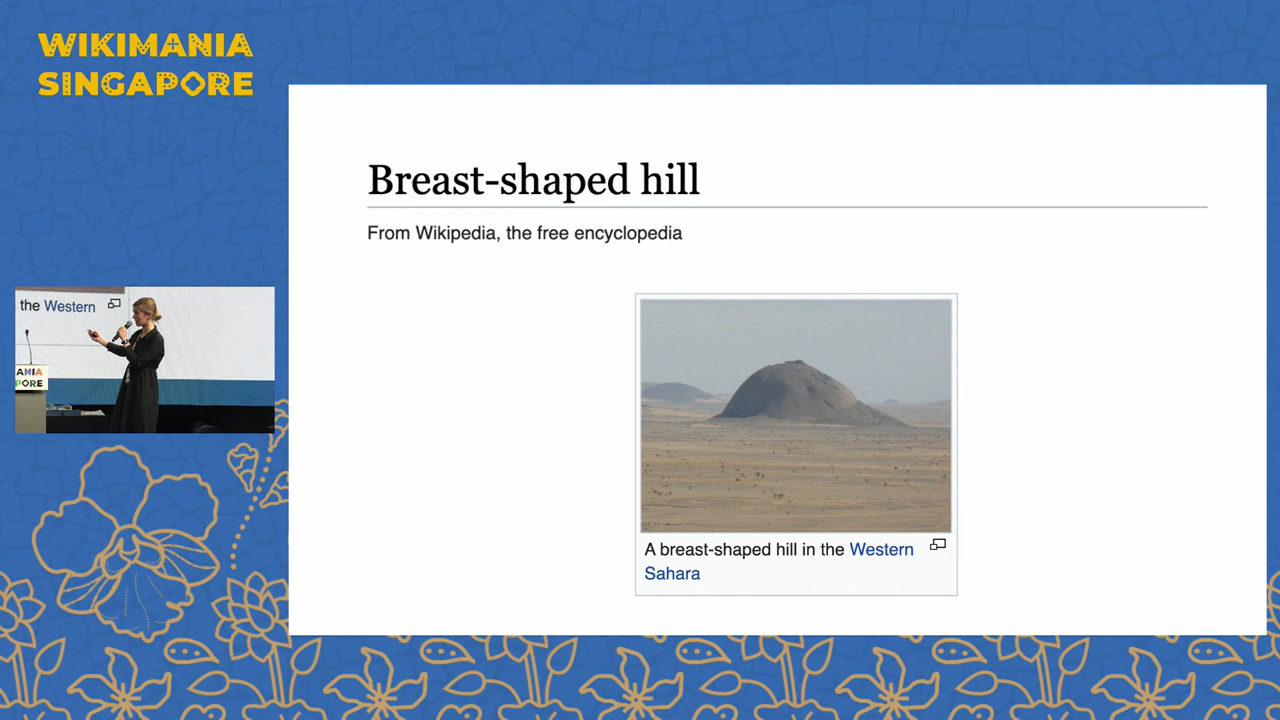 WIKIMANIA
SINGAPORE
Breast-shaped hill
From Wikipedia, the free encyclopedia
the Western
ANIA
PORE
A breast-shaped hill in the Western
Sahara